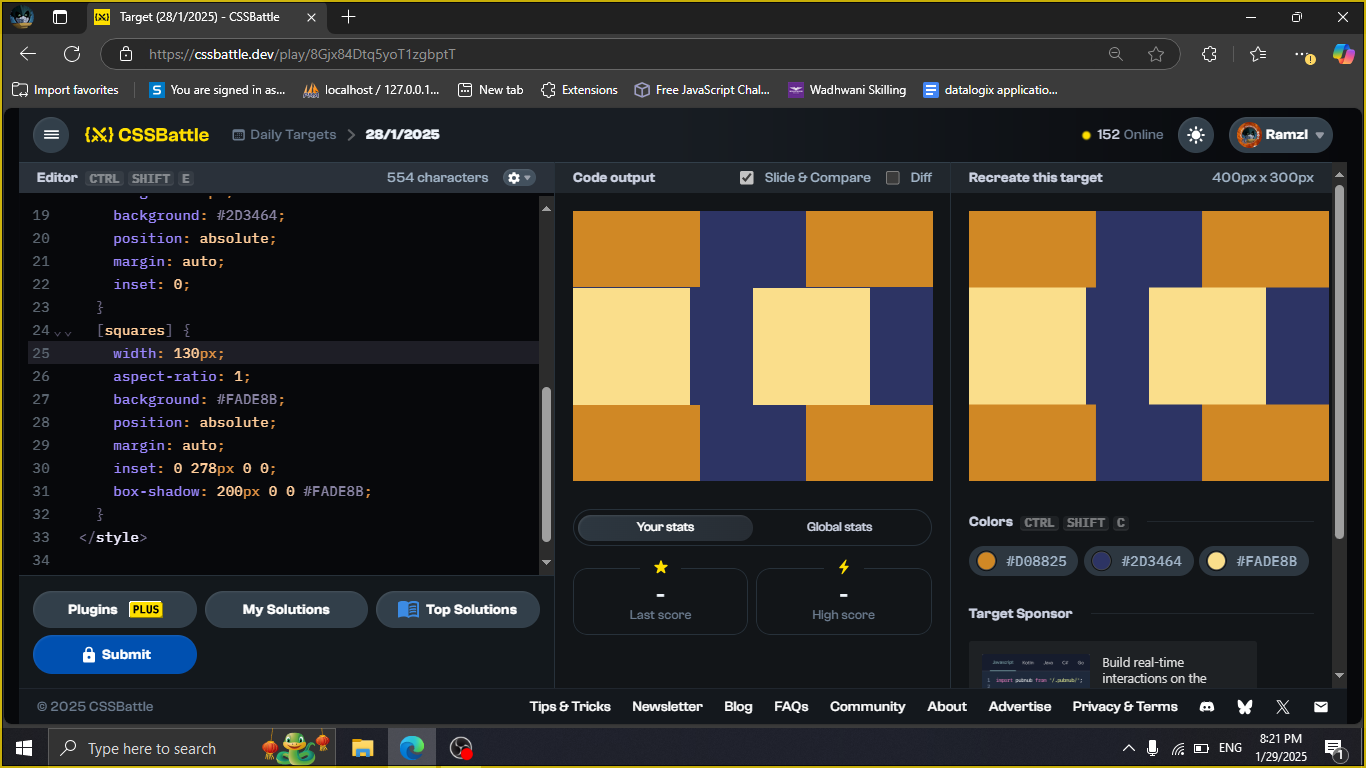 Target (28/1/2025) - CSSBattle
https://cssbattle.dev/play/8Gjx84Dtq5yoT1zgbptT
Import favorites
You are signed in as...
localhost / 127.0.0.1...
New tab
Extensions
Free JavaScript Chal...
Wadhwani Skilling
datalogix applicatio...
{X} CSSBattle
Daily Targets > 28/1/2025
152 Online
Ramzl
Editor CTRL SHIFT E
554 characters
Code output
Slide & Compare
Diff
Recreate this target
400px x 300px
19 background: #2D3464;
20 position: absolute;
21 margin: auto;
22 inset: 0;
23 }
24 [squares] {
25 width: 130px;
26 aspect-ratio: 1;
27 background: #FADE8B;
28 position: absolute;
29 margin: auto;
30 inset: 0 278px 0 0;
31 box-shadow: 200px 0 0 #FADE8B;
32 }
33 </style>
34
Your stats
Global stats
-
Last score
-
High score
Colors CTRL SHIFT C
#D08825
#2D3464
#FADE8B
Target Sponsor
Build real-time
interactions on the
Plugins PLUS
My Solutions
Top Solutions
Submit
© 2025 CSSBattle
Tips & Tricks
Newsletter
Blog
FAQs
Community
About
Advertise
Privacy & Terms
Type here to search
ENG
8:21 PM
1/29/2025
1